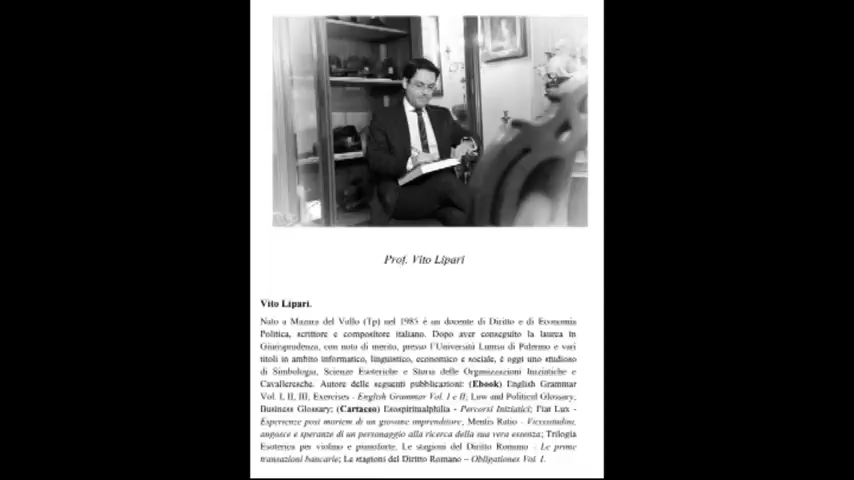 Prof. Vito Lipari
Vito Lipari.
Nato a Mazara del Vallo (Tp) nel 1985 è un docente di Diritto e di Economia
Politica, scrittore e compositore italiano. Dopo aver conseguito la laurea in
Giurisprudenza, con nota di merito, presso l'Università Lumsa di Palermo e vari
titoli in ambito informatico, linguistico, economico e sociale, è oggi uno studioso
di Simbologia, Scienze Esoteriche e Storia delle Organizzazioni Iniziatiche e
Cavalleresche. Autore delle seguenti pubblicazioni: (Ebook) English Grammar
Vol. I, II, III, Exercises - English Grammar Vol. I e II, Law and Political Glossary,
Business Glossary; (Cartaceo) - Percorsi Iniziatici; Fiat Lux -
Esperienze post mortem di un giovane imprenditore, Mentis Ratio - Vicissitudini,
angosce e speranze di un personaggio alla ricerca della sua vera essenza; Trilogia
Esoterica per violino e pianoforte, Le stagioni del Diritto Romano - Le prime
transazioni bancarie; Le stagioni del Diritto Romano – Obligationes Vol. I.